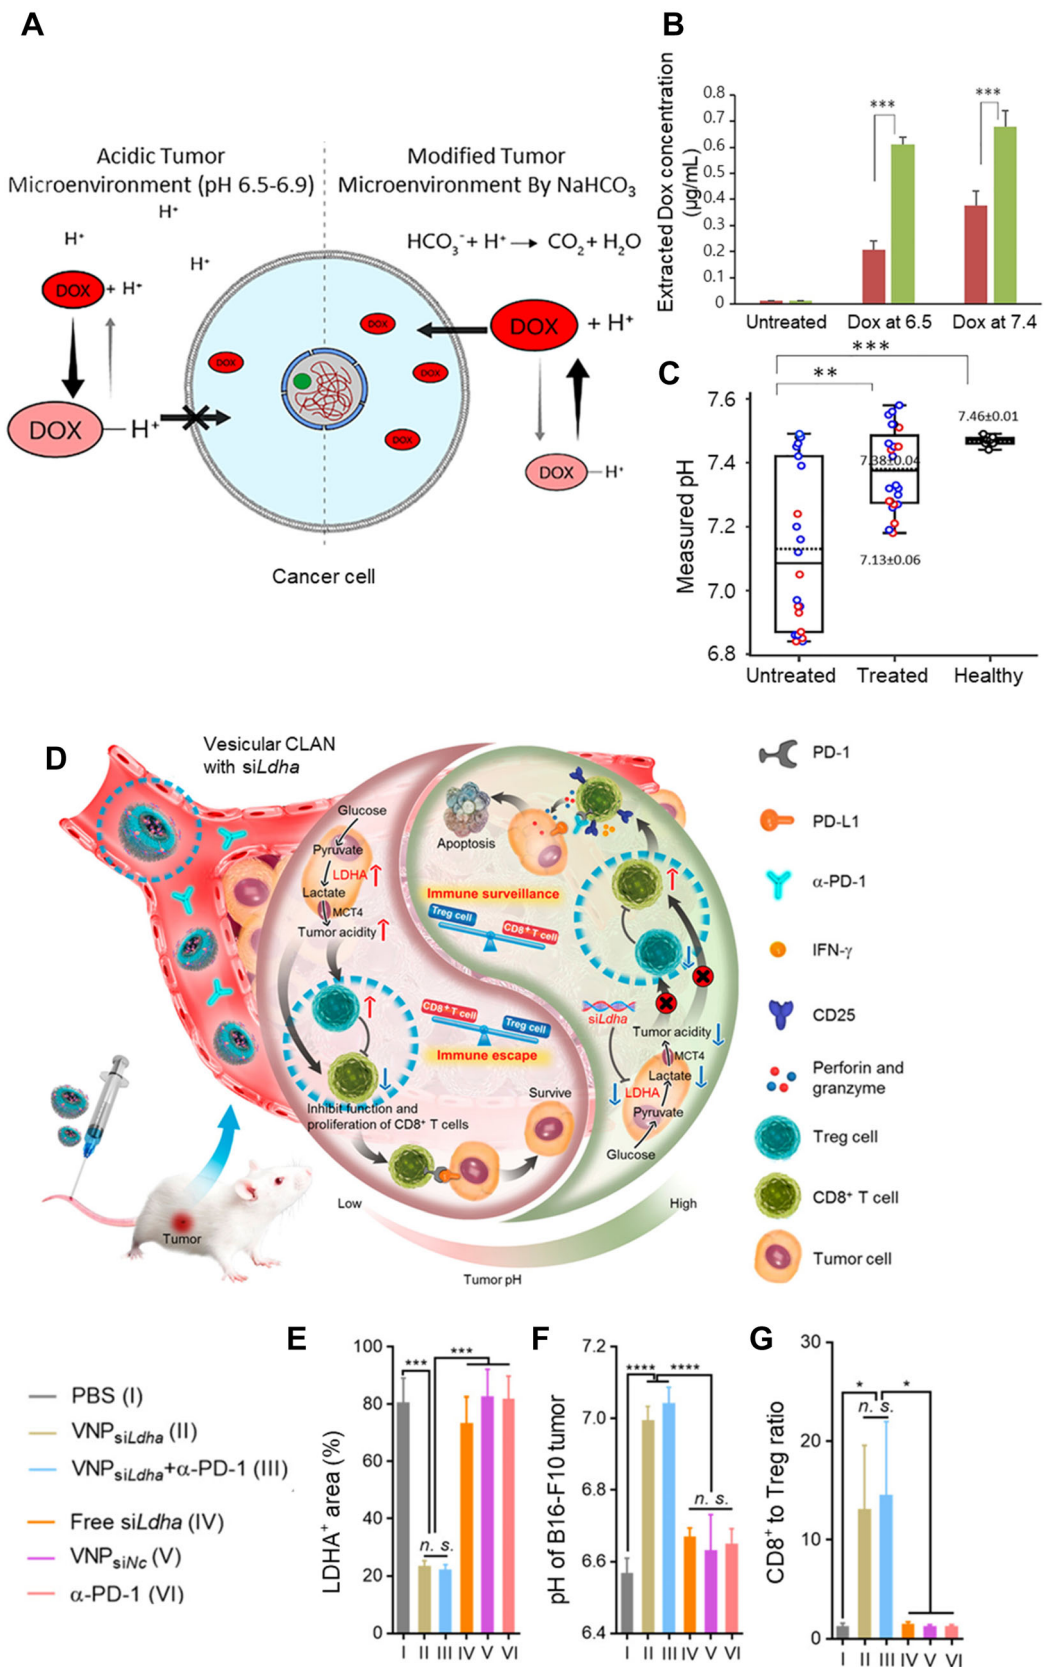 A
Acidic Tumor
Microenvironment (pH 6.5-6.9)
Modified Tumor
Microenvironment By NaHCO₃
H⁺
H⁺
H⁺
HCO₃⁻ + H⁺ → CO₂ + H₂O
DOX + H⁺
DOX — H⁺
DOX
DOX
DOX
DOX
DOX + H⁺
DOX — H⁺
Cancer cell
B
Extracted Dox concentration
(µg/mL)
0.8
0.7
0.6
0.5
0.4
0.3
0.2
0.1
0
***
***
Untreated
Dox at 6.5
Dox at 7.4
C
Measured pH
7.6
7.4
7.2
7.0
6.8
**
***
7.46±0.01
7.38±0.04
7.13±0.06
Untreated
Treated
Healthy
D
Vesicular CLAN
with siLdha
Glucose
Pyruvate
LDHA
Lactate
MCT4
Tumor acidity
Inhibit function and
proliferation of CD8⁺ T cells
CD8⁺ T cell
Treg cell
Immune escape
Survive
Apoptosis
Immune surveillance
Treg cell
CD8⁺ T cell
siLdha
Tumor acidity
MCT4
Lactate
LDHA
Pyruvate
Glucose
Low
High
Tumor pH
Tumor
PD-1
PD-L1
α-PD-1
IFN-γ
CD25
Perforin and
granzyme
Treg cell
CD8⁺ T cell
Tumor cell
PBS (I)
VNPsiLdha (II)
VNPsiLdha+α-PD-1 (III)
Free siLdha (IV)
VNPsiNc (V)
α-PD-1 (VI)
E
LDHA⁺ area (%)
100
80
60
40
20
0
***
***
n. s.
I II III IV V VI
F
pH of B16-F10 tumor
7.2
7.0
6.8
6.6
6.4
****
****
n. s.
I II III IV V VI
G
CD8⁺ to Treg ratio
30
20
10
0
*
*
n. s.
I II III IV V VI